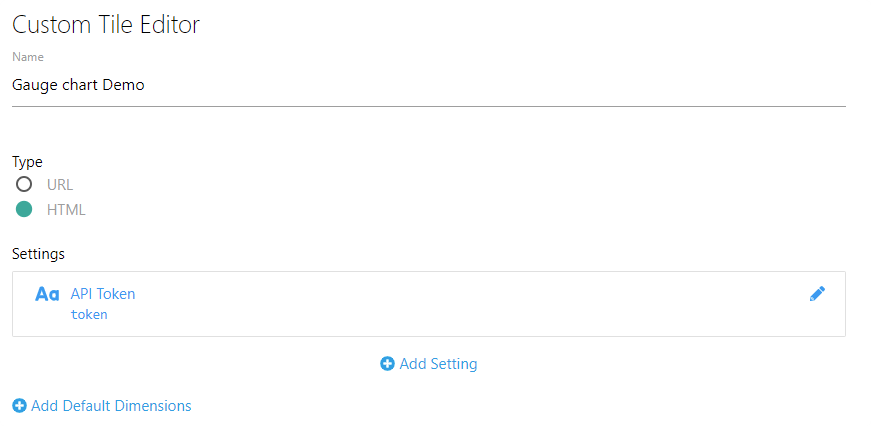 Custom Tile Editor
Name
Gauge chart Demo
Type
URL
HTML
Settings
Aa API Token
token
Add Setting
Add Default Dimensions